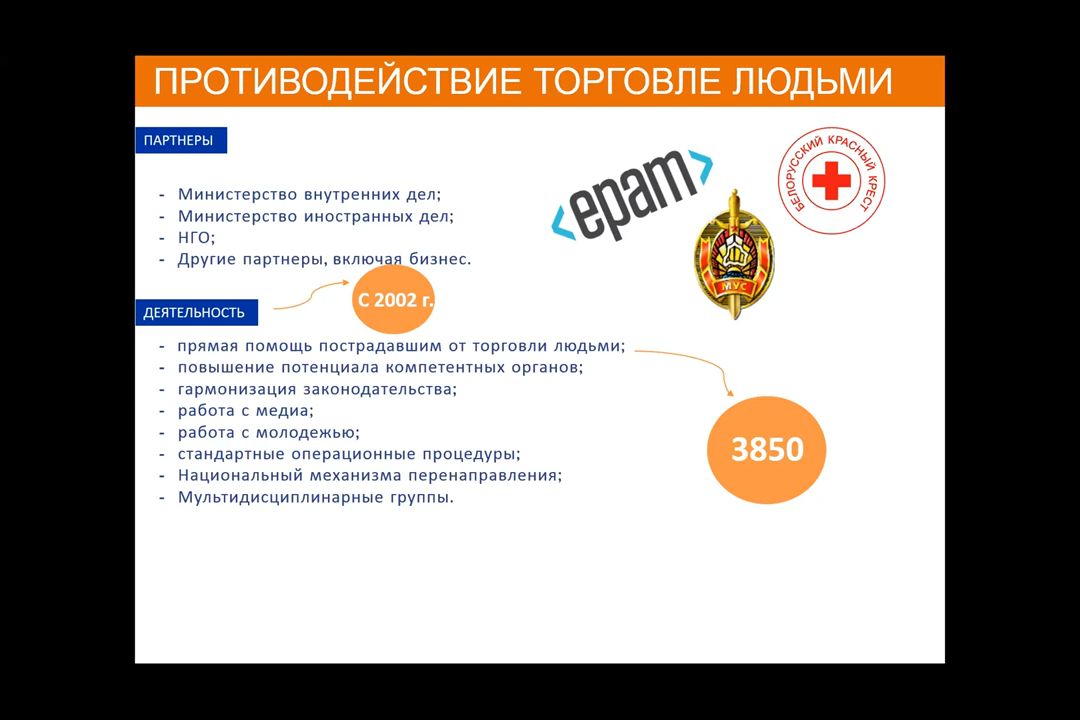 ПРОТИВОДЕЙСТВИЕ ТОРГОВЛЕ ЛЮДЬМИ
ПАРТНЕРЫ
- Министерство внутренних дел;
- Министерство иностранных дел;
- НГО;
- Другие партнеры, включая бизнес.
<epam>
БЕЛОРУССКИЙ КРАСНЫЙ КРЕСТ
МУС
С 2002 г.
ДЕЯТЕЛЬНОСТЬ
- прямая помощь пострадавшим от торговли людьми;
- повышение потенциала компетентных органов;
- гармонизация законодательства;
- работа с медиа;
- работа с молодежью;
- стандартные операционные процедуры;
- Национальный механизма перенаправления;
- Мультидисциплинарные группы.
3850